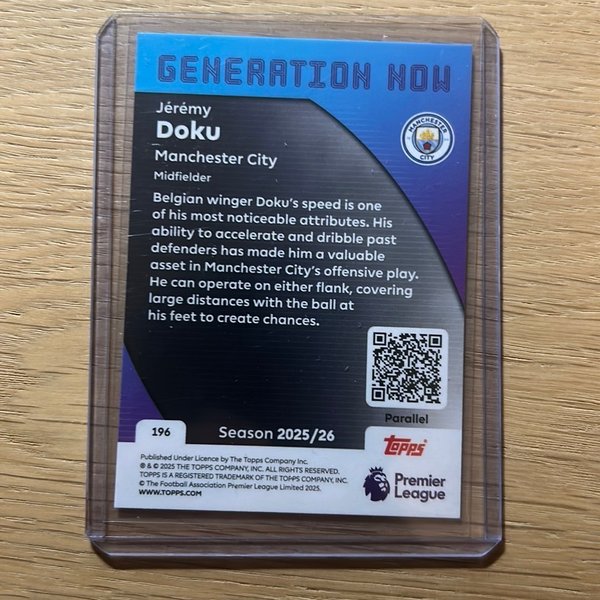 GENERATION NOW
Jérémy
Doku
Manchester City
Midfielder
MANCHESTER
CITY
Belgian winger Doku's speed is one
of his most noticeable attributes. His
ability to accelerate and dribble past
defenders has made him a valuable
asset in Manchester City's offensive play.
He can operate on either flank, covering
large distances with the ball at
his feet to create chances.
Parallel
196
Season 2025/26
Topps
Published Under Licence by The Topps Company Inc.
® & © 2025 THE TOPPS COMPANY, INC. ALL RIGHTS RESERVED.
TOPPS IS A REGISTERED TRADEMARK OF THE TOPPS COMPANY, INC.
© The Football Association Premier League Limited 2025.
WWW.TOPPS.COM
Premier
League